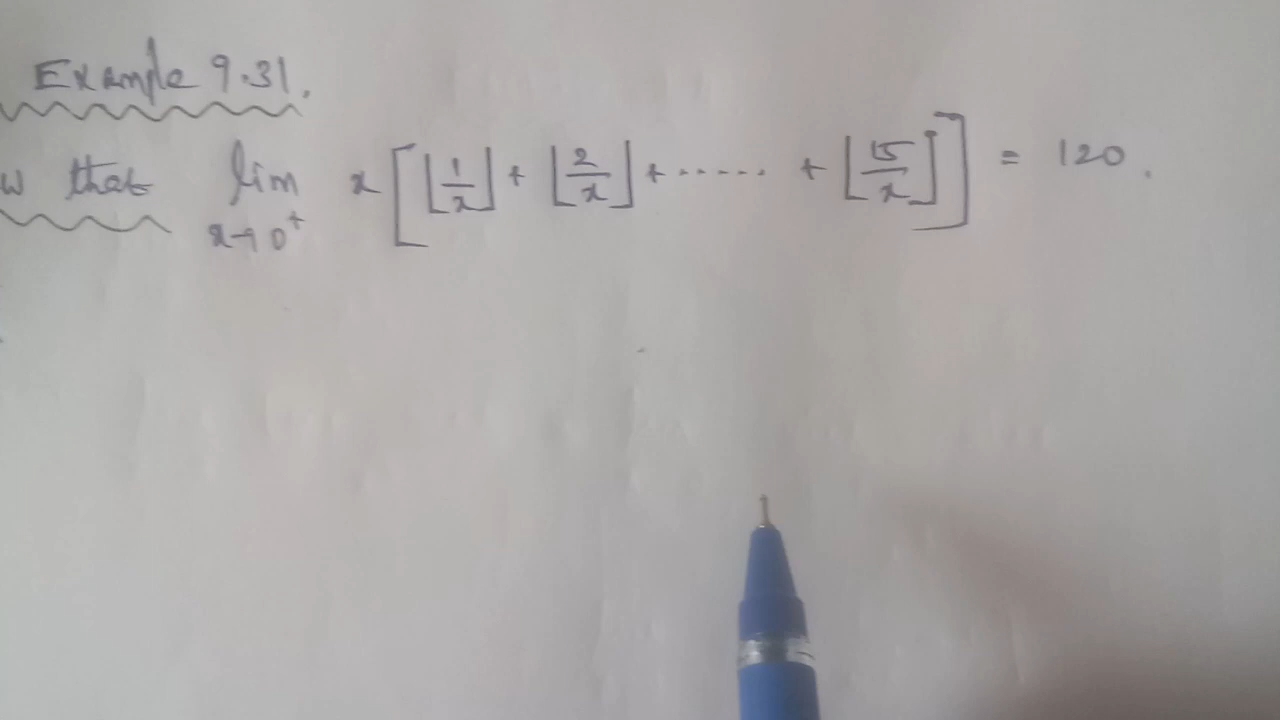 Example 9.31.
w that lim x→0⁺ x[⌊1/x⌋ + ⌊2/x⌋ + ..... + ⌊15/x⌋] = 120.